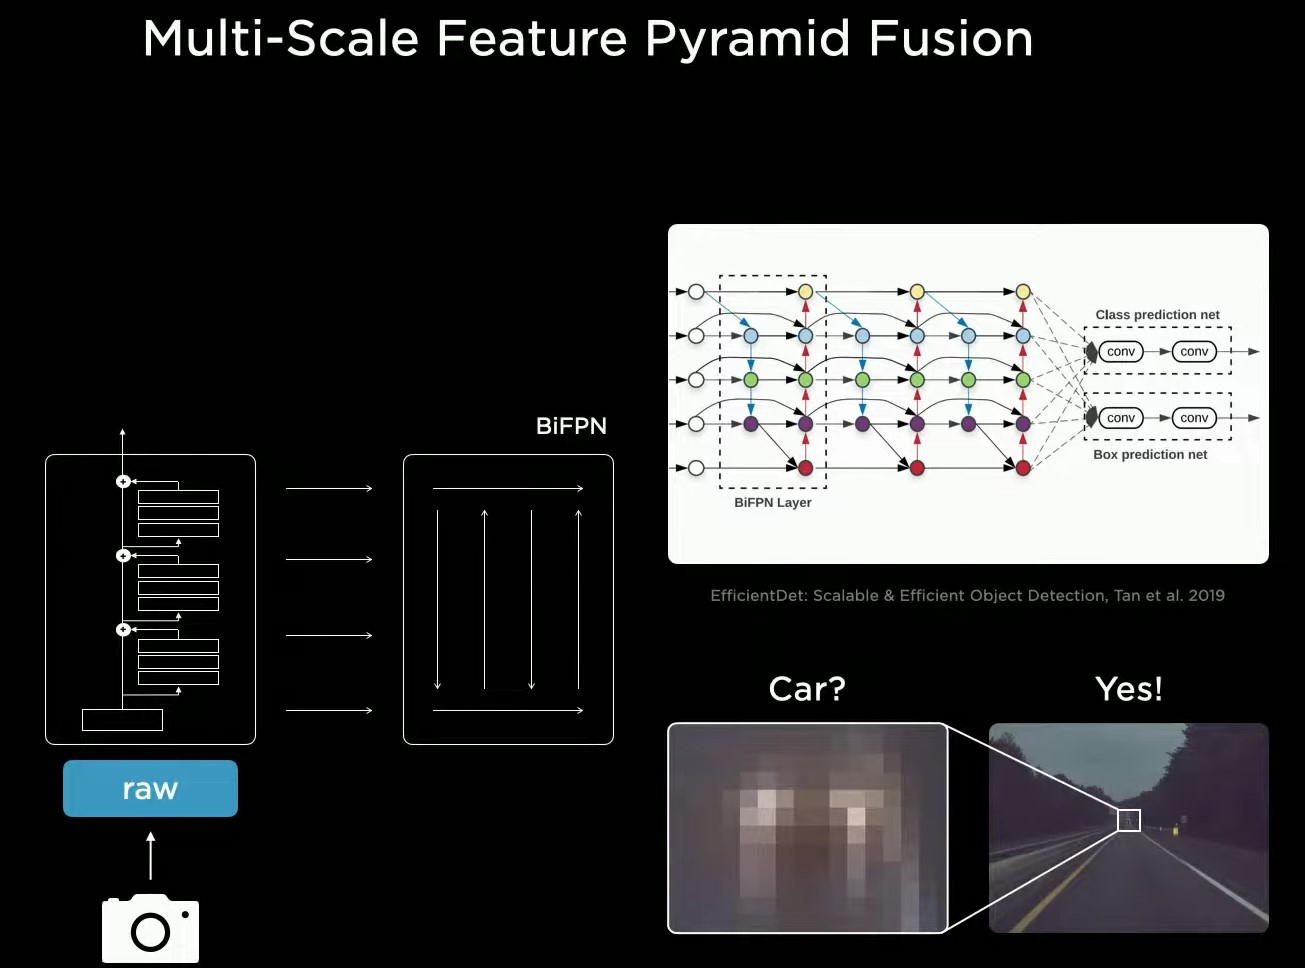 Multi-Scale Feature Pyramid Fusion
Class prediction net
conv
conv
conv
conv
Box prediction net
BiFPN Layer
BiFPN
EfficientDet: Scalable & Efficient Object Detection, Tan et al. 2019
Car?
Yes!
raw